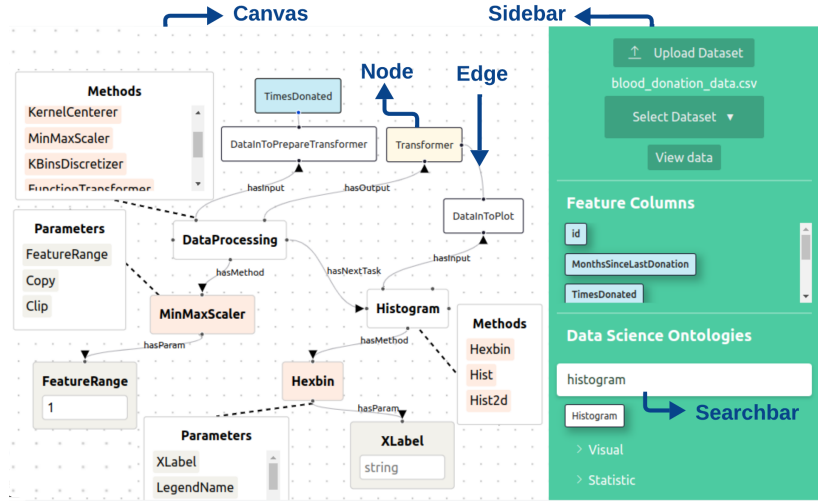 Canvas
Sidebar
Upload Dataset
blood_donation_data.csv
Select Dataset
View data
Node
Edge
Methods
KernelCenterer
MinMaxScaler
KBinsDiscretizer
FunctionTransformer
TimesDonated
DataInToPrepareTransformer
Transformer
hasInput
hasOutput
DataInToPlot
Parameters
FeatureRange
Copy
Clip
DataProcessing
hasMethod
hasNextTask
hasInput
MinMaxScaler
Histogram
hasParam
hasMethod
Methods
Hexbin
Hist
Hist2d
FeatureRange
1
Hexbin
hasParam
Parameters
XLabel
LegendName
XLabel
string
Feature Columns
id
MonthsSinceLastDonation
TimesDonated
Data Science Ontologies
histogram
Histogram
Searchbar
Visual
Statistic